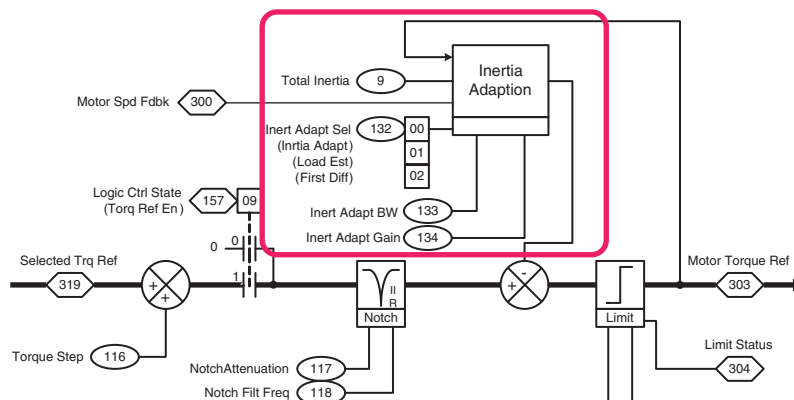 Inertia
Adaption
Total Inertia 9
Motor Spd Fdbk 300
Inert Adapt Sel 132 00
(Inrtia Adapt) 01
(Load Est)
(First Diff) 02
Logic Ctrl State 157 09
(Torq Ref En)
Inert Adapt BW 133
Inert Adapt Gain 134
0 0
1
Selected Trq Ref
319
+ +
II
R
Notch
+ -
Limit
Motor Torque Ref
303
Torque Step 116
NotchAttenuation 117
Notch Filt Freq 118
Limit Status
304